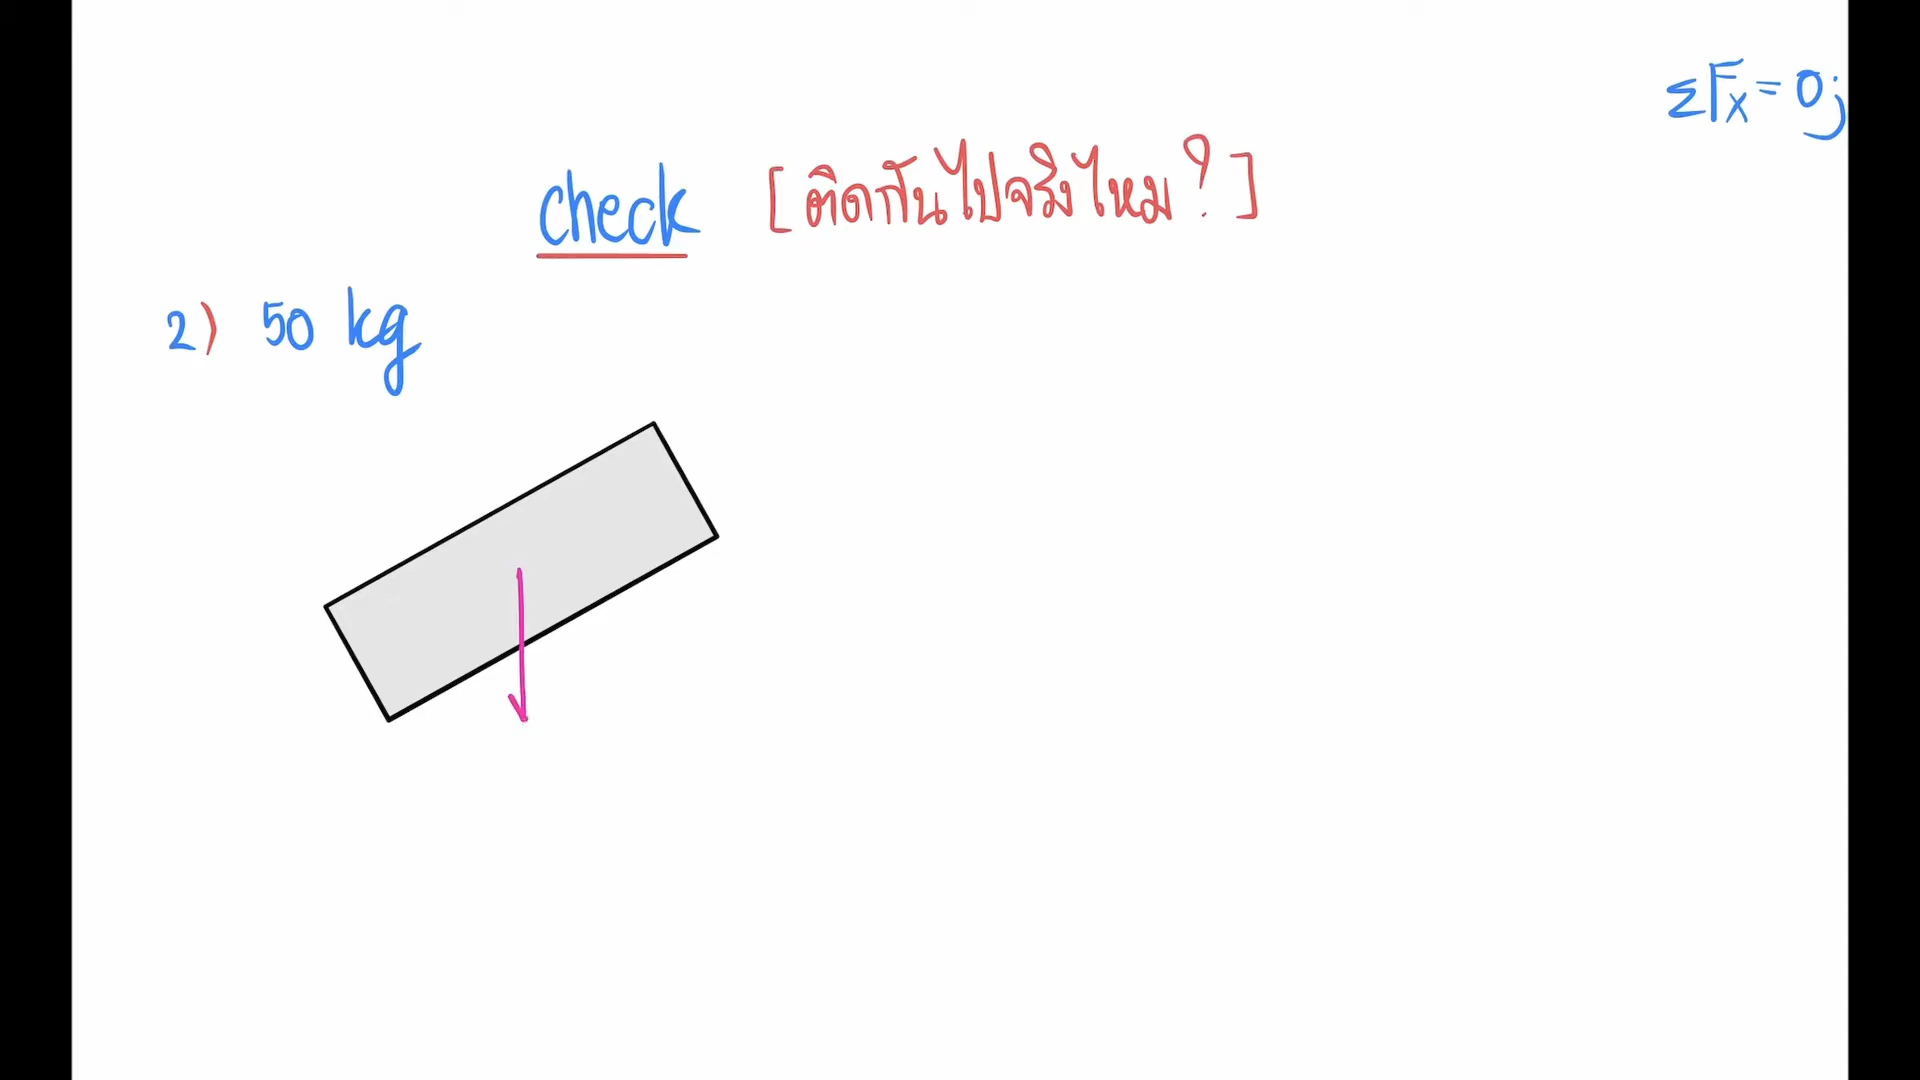 ΣFx = 0;
check [ติดกันไปจริงไหม?]
2) 50 kg